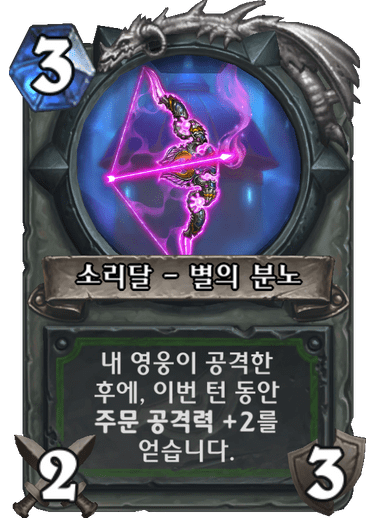 3
소리달 - 별의 분노
내 영웅이 공격한
후에, 이번 턴 동안
주문 공격력 +2를
얻습니다.
2
3